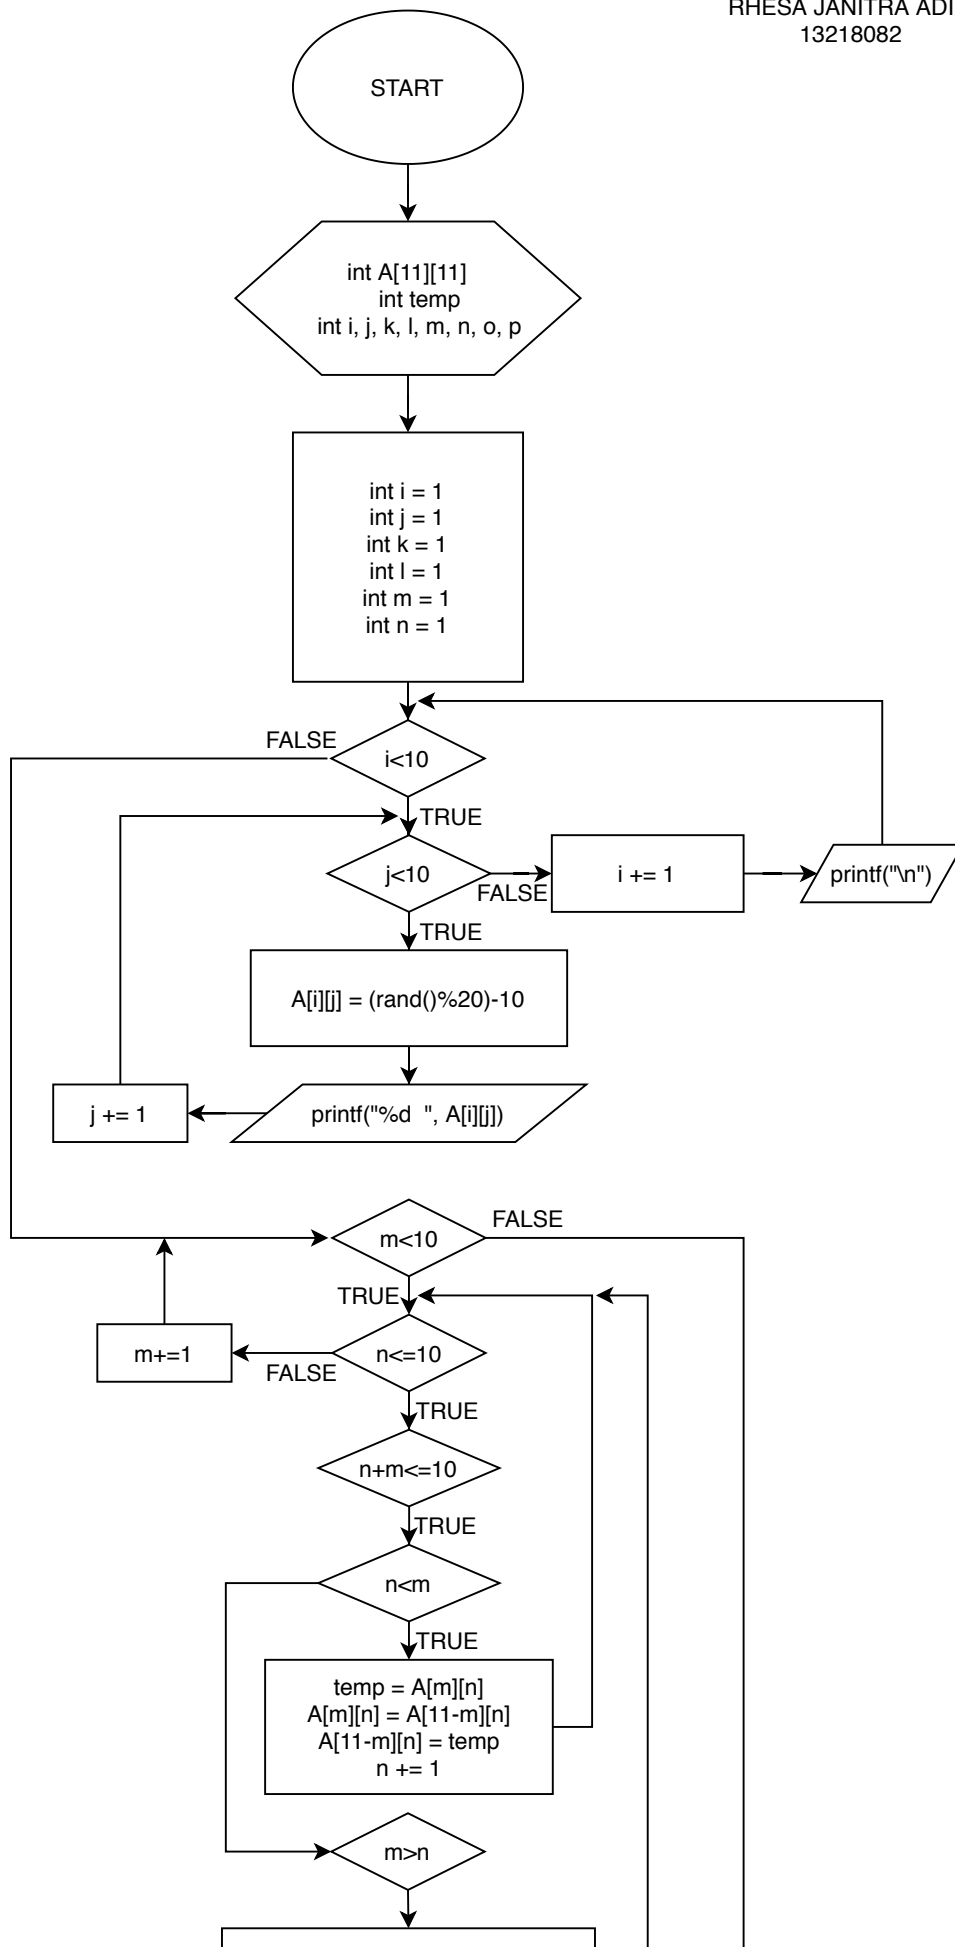 RHESA JANITRA ADI
13218082
START
int A[11][11]
int temp
int i, j, k, l, m, n, o, p
int i = 1
int j = 1
int k = 1
int l = 1
int m = 1
int n = 1
FALSE
i<10
TRUE
j<10
FALSE
i += 1
printf("\n")
TRUE
A[i][j] = (rand()%20)-10
j += 1
printf("%d  ", A[i][j])
m<10
FALSE
TRUE
m+=1
FALSE
n<=10
TRUE
n+m<=10
TRUE
n<m
TRUE
temp = A[m][n]
A[m][n] = A[11-m][n]
A[11-m][n] = temp
n += 1
m>n